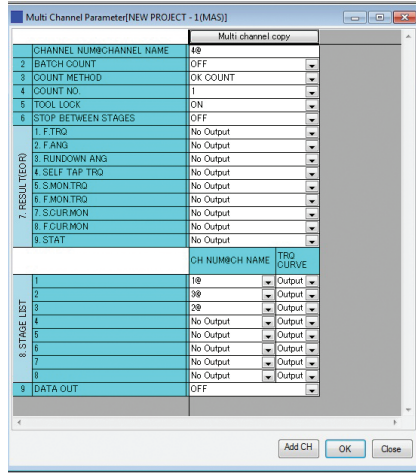 Multi Channel Parameter[NEW PROJECT - 1(MAS)]
Multi channel copy
CHANNEL NUM@CHANNEL NAME 4@
2 BATCH COUNT OFF
3 COUNT METHOD OK COUNT
4 COUNT NO. 1
5 TOOL LOCK ON
6 STOP BETWEEN STAGES OFF
7. RESULT(EOR)
1. F.TRQ No Output
2. F.ANG No Output
3. RUNDOWN ANG No Output
4. SELF TAP TRQ No Output
5. S.MON.TRQ No Output
6. F.MON.TRQ No Output
7. S.CUR.MON No Output
8. F.CUR.MON No Output
9. STAT No Output
CH NUM@CH NAME TRQ CURVE
8. STAGE LIST
1 1@ Output
2 3@ Output
3 2@ Output
4 No Output Output
5 No Output Output
6 No Output Output
7 No Output Output
8 No Output Output
9 DATA OUT OFF
Add CH OK Close